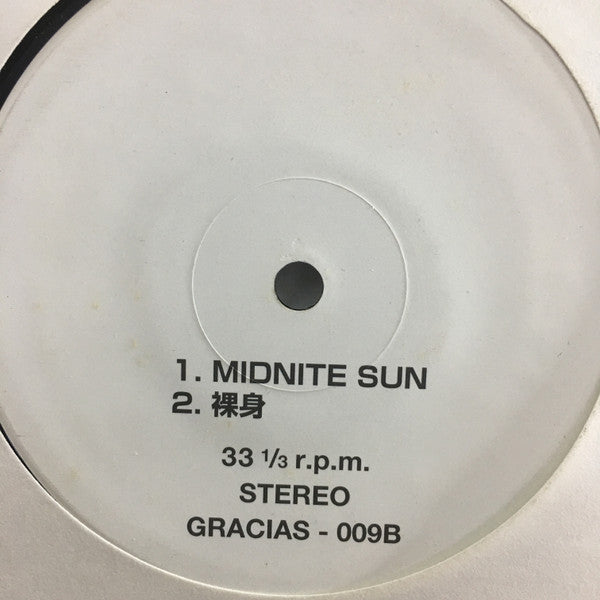 1. MIDNITE SUN
2. 裸身
33 1/3 r.p.m.
STEREO
GRACIAS - 009B